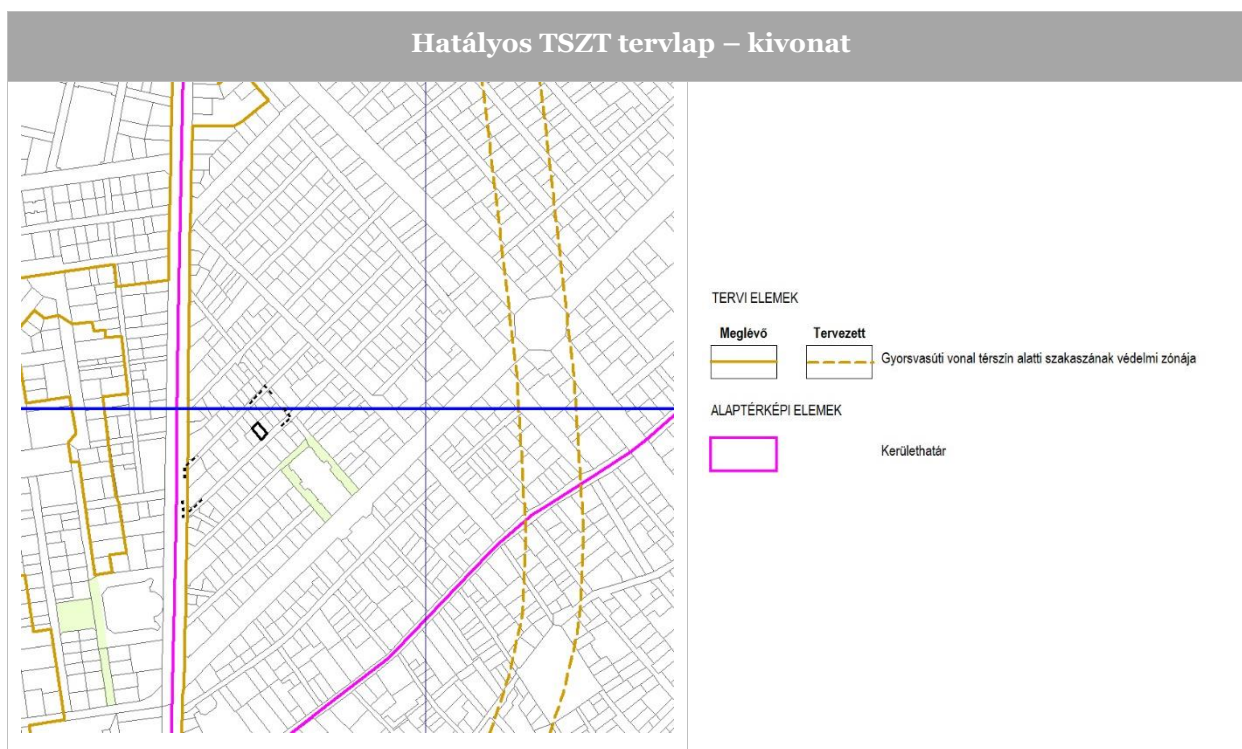 Hatályos TSZT tervlap – kivonat
TERVI ELEMEK
Meglévő Tervezett
Gyorsvasúti vonal térszín alatti szakaszának védelmi zónája
ALAPTÉRKÉPI ELEMEK
Kerülethatár